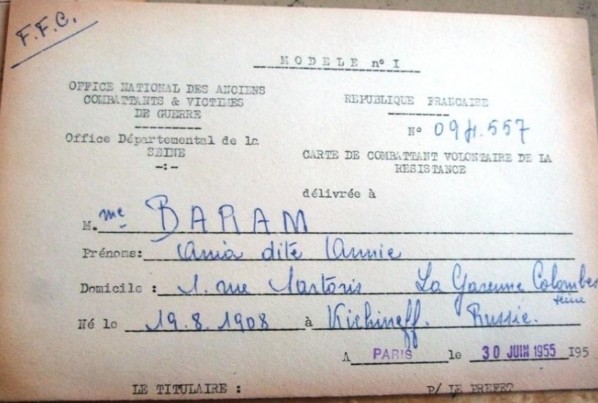 F.F.C.
MODELE n° I
OFFICE NATIONAL DES ANCIENS
COMBATTANTS & VICTIMES
DE GUERRE
Office Départemental de la
SEINE
-:-
REPUBLIQUE FRANCAISE
N° 094.557
CARTE DE COMBATTANT VOLONTAIRE DE LA
RESISTANCE
délivrée à
M.me BARAM
Prénoms: Ania dite Annie
Domicile : 1. rue Sartoris La Garenne Colombes
Seine
Né le 19.8.1908 à Kichineff. Russie.
A PARIS le 30 JUIN 1955 195
LE TITULAIRE : P/ LE PREFET